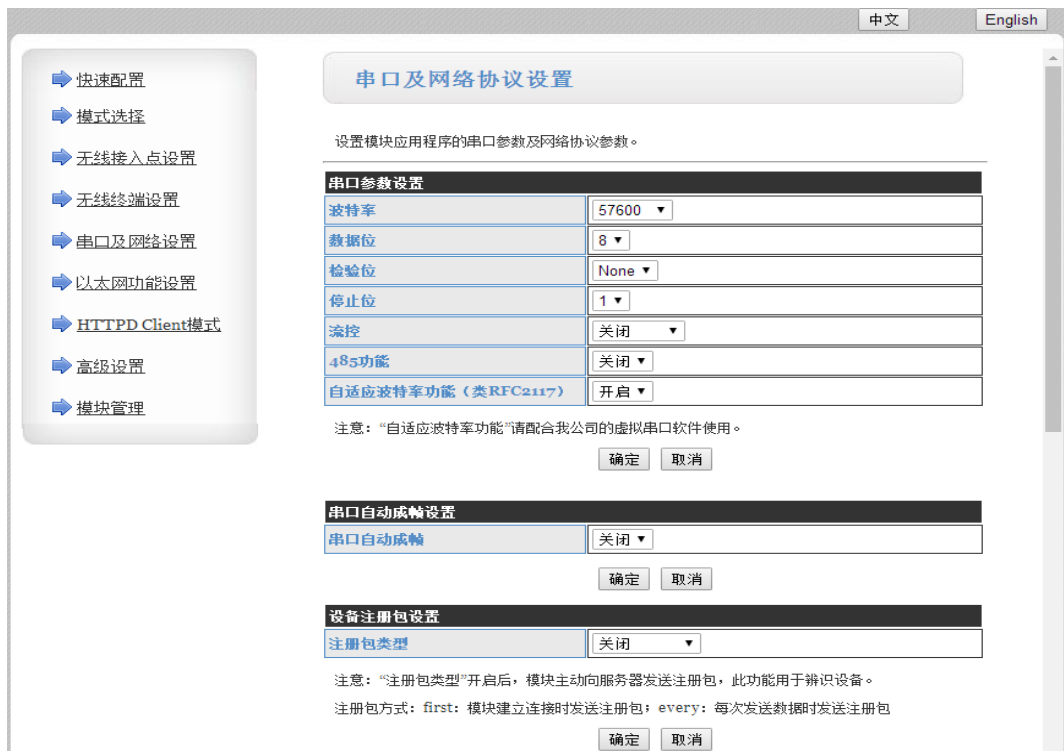 中文 English
快速配置
模式选择
无线接入点设置
无线终端设置
串口及网络设置
以太网功能设置
HTTPD Client模式
高级设置
模块管理
串口及网络协议设置
设置模块应用程序的串口参数及网络协议参数。
串口参数设置
波特率 57600
数据位 8
检验位 None
停止位 1
流控 关闭
485功能 关闭
自适应波特率功能（类RFC2117） 开启
注意：“自适应波特率功能”请配合我公司的虚拟串口软件使用。
确定 取消
串口自动成帧设置
串口自动成帧 关闭
确定 取消
设备注册包设置
注册包类型 关闭
注意：“注册包类型”开启后，模块主动向服务器发送注册包，此功能用于辨识设备。
注册包方式：first：模块建立连接时发送注册包；every：每次发送数据时发送注册包
确定 取消